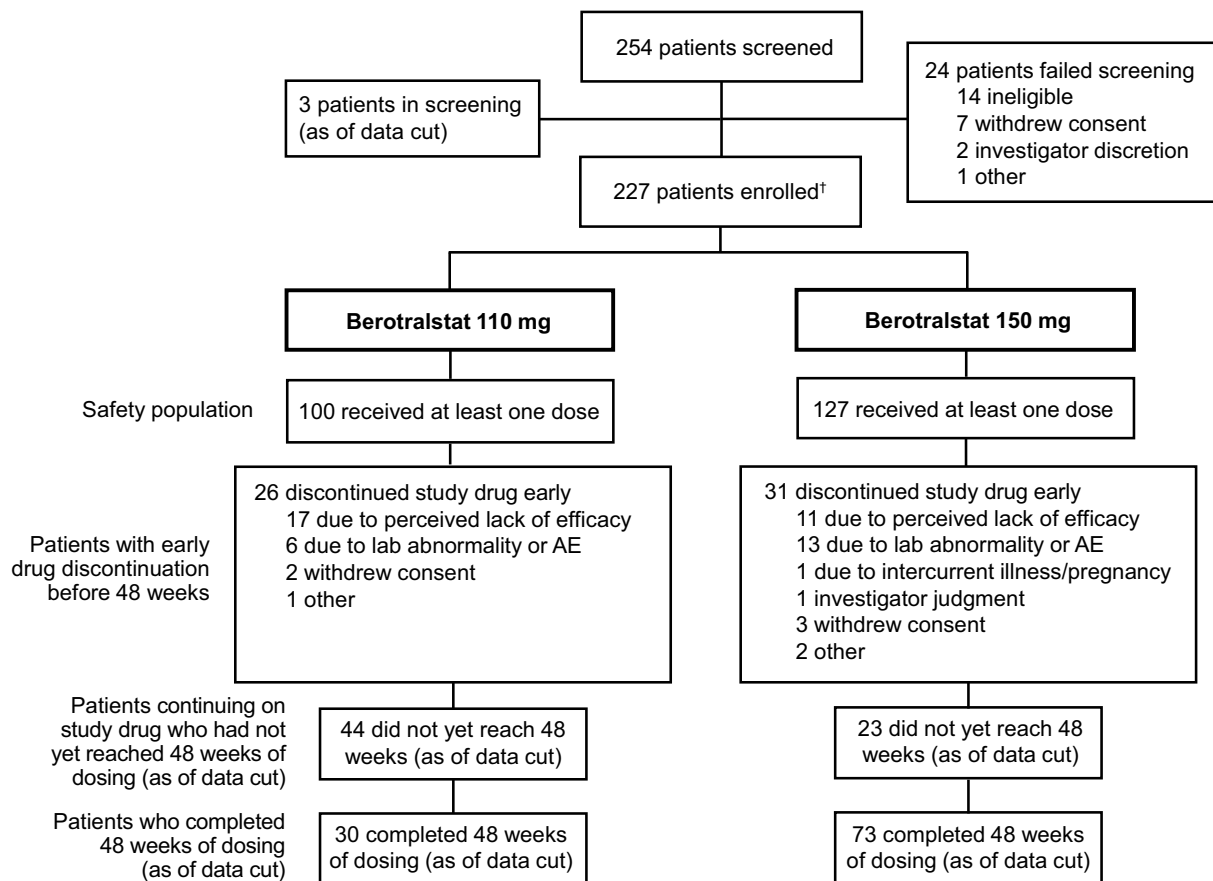 254 patients screened
3 patients in screening
(as of data cut)
24 patients failed screening
14 ineligible
7 withdrew consent
2 investigator discretion
1 other
227 patients enrolled†
Berotralstat 110 mg
Berotralstat 150 mg
Safety population
100 received at least one dose
127 received at least one dose
Patients with early
drug discontinuation
before 48 weeks
26 discontinued study drug early
17 due to perceived lack of efficacy
6 due to lab abnormality or AE
2 withdrew consent
1 other
31 discontinued study drug early
11 due to perceived lack of efficacy
13 due to lab abnormality or AE
1 due to intercurrent illness/pregnancy
1 investigator judgment
3 withdrew consent
2 other
Patients continuing on
study drug who had not
yet reached 48 weeks of
dosing (as of data cut)
44 did not yet reach 48
weeks (as of data cut)
23 did not yet reach 48
weeks (as of data cut)
Patients who completed
48 weeks of dosing
(as of data cut)
30 completed 48 weeks
of dosing (as of data cut)
73 completed 48 weeks
of dosing (as of data cut)